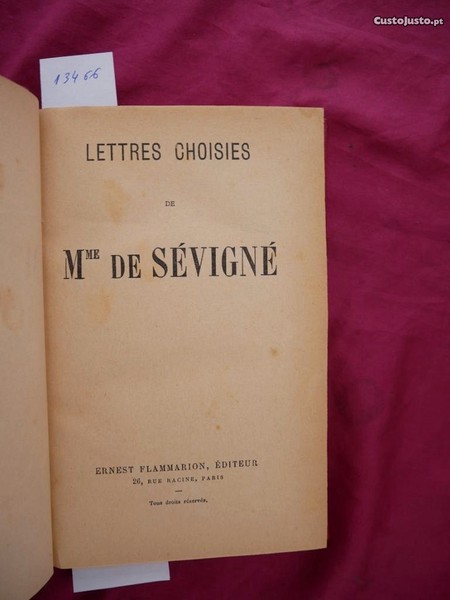 CustoJusto.pt
13466
LETTRES CHOISIES
DE
MME DE SÉVIGNÉ
ERNEST FLAMMARION, ÉDITEUR
26, RUE RACINE, PARIS
Tous droits réservés.